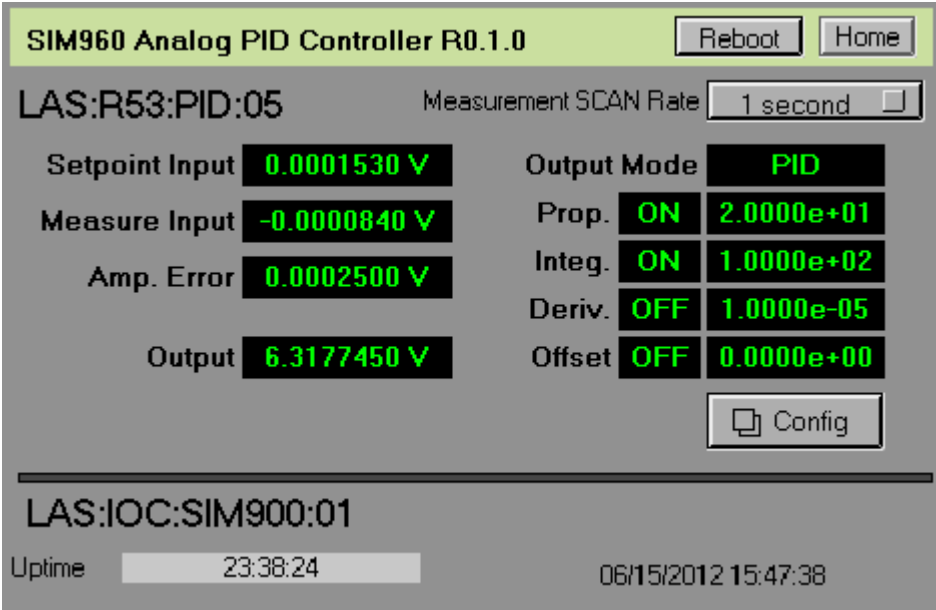 SIM960 Analog PID Controller R0.1.0 Reboot Home
LAS:R53:PID:05 Measurement SCAN Rate 1 second
Setpoint Input 0.0001530 V Output Mode PID
Measure Input -0.0000840 V Prop. ON 2.0000e+01
Amp. Error 0.0002500 V Integ. ON 1.0000e+02
Deriv. OFF 1.0000e-05
Output 6.3177450 V Offset OFF 0.0000e+00
Config
LAS:IOC:SIM900:01
Uptime 23:38:24 06/15/2012 15:47:38